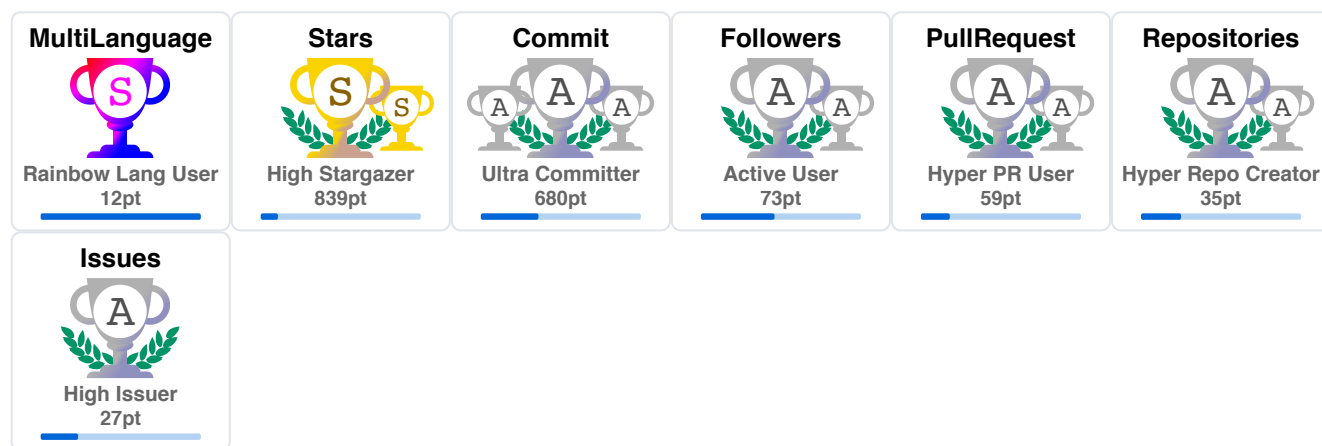 MultiLanguage
S
Rainbow Lang User
12pt
Stars
S S
High Stargazer
839pt
Commit
A A A
Ultra Committer
680pt
Followers
A A
Active User
73pt
PullRequest
A A
Hyper PR User
59pt
Repositories
A A
Hyper Repo Creator
35pt
Issues
A
High Issuer
27pt